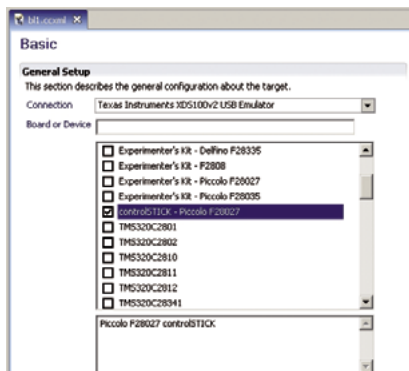 bl1.ccxml
Basic
General Setup
This section describes the general configuration about the target.
Connection Texas Instruments XDS100v2 USB Emulator
Board or Device
Experimenter's Kit - Delfino F28335
Experimenter's Kit - F2808
Experimenter's Kit - Piccolo F28027
Experimenter's Kit - Piccolo F28035
controlSTICK - Piccolo F28027
TMS320C2801
TMS320C2802
TMS320C2810
TMS320C2811
TMS320C2812
TMS320C28341
Piccolo F28027 controlSTICK